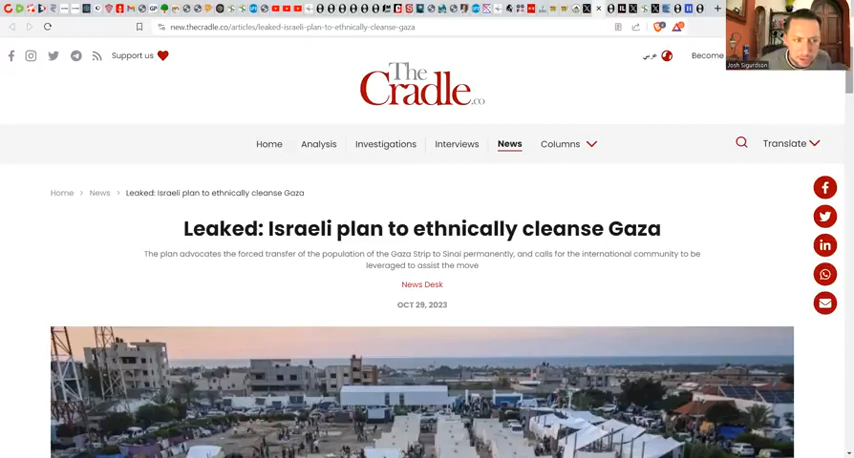 new.thecradle.co/articles/leaked-israeli-plan-to-ethnically-cleanse-gaza
Josh Sigurdson
Support us
عربي
Become
The
Cradle.co
Home
Analysis
Investigations
Interviews
News
Columns
Translate
Home > News > Leaked: Israeli plan to ethnically cleanse Gaza
Leaked: Israeli plan to ethnically cleanse Gaza
The plan advocates the forced transfer of the population of the Gaza Strip to Sinai permanently, and calls for the international community to be
leveraged to assist the move
News Desk
OCT 29, 2023